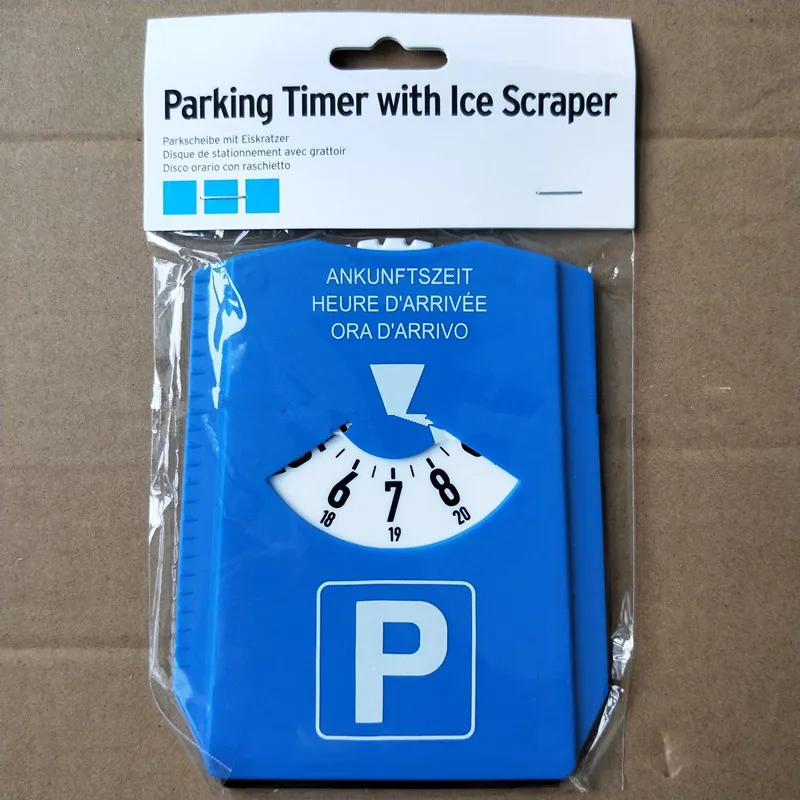 Parking Timer with Ice Scraper
Parkscheibe mit Eiskratzer
Disque de stationnement avec grattoir
Disco orario con raschietto
ANKUNFTSZEIT
HEURE D'ARRIVÉE
ORA D'ARRIVO
6 7 8
18 19 20
P